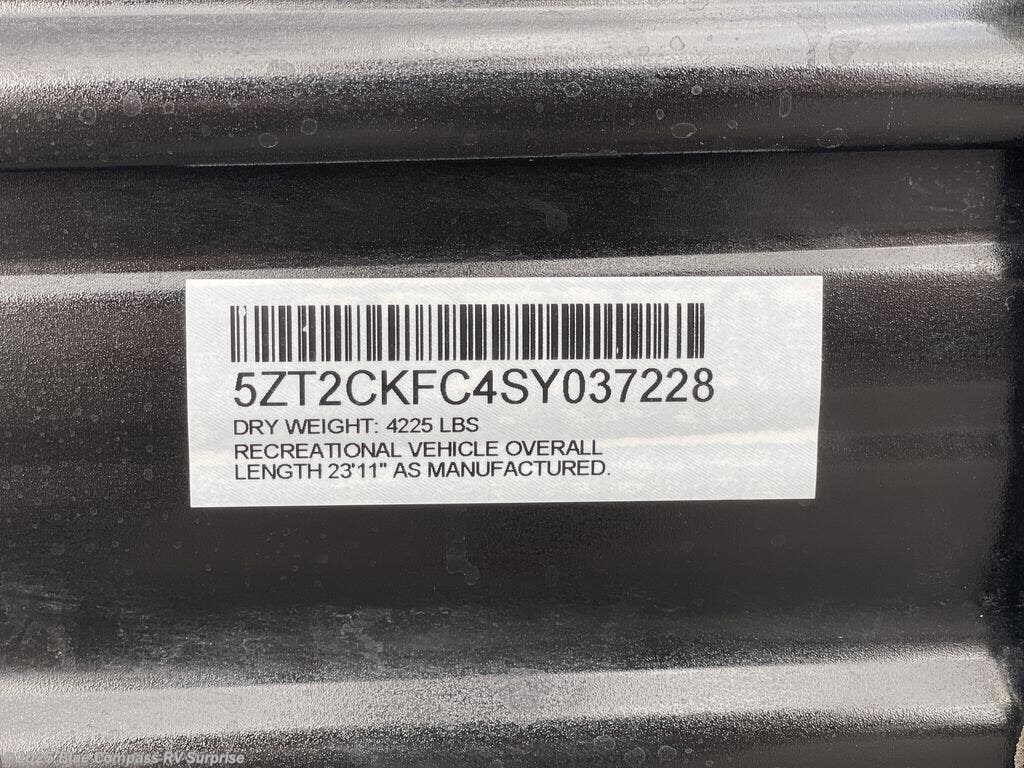 5ZT2CKFC4SY037228
DRY WEIGHT: 4225 LBS
RECREATIONAL VEHICLE OVERALL
LENGTH 23'11" AS MANUFACTURED.
Blue Compass RV Surprise